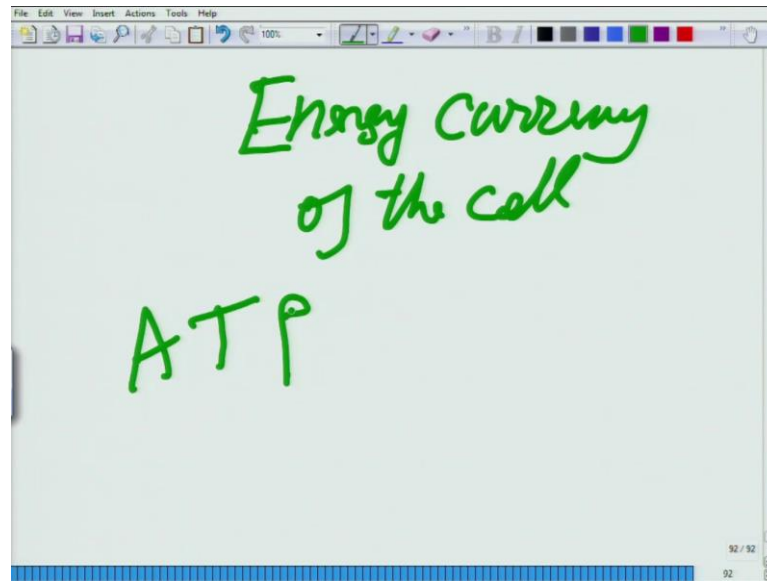 File Edit View Insert Actions Tools Help
100%
Energy currency
of the cell
ATP
92 / 92
92